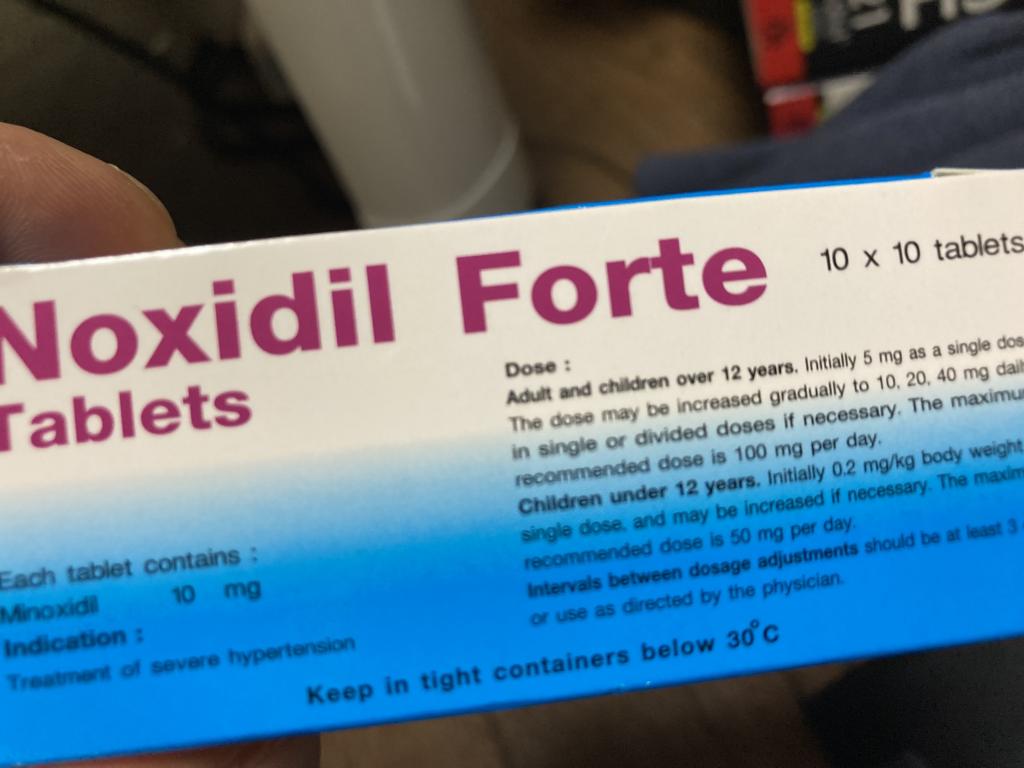 Noxidil Forte
10 x 10 tablets
Tablets
Dose :
Adult and children over 12 years. Initially 5 mg as a single
The dose may be increased gradually to 10, 20, 40 mg
in single or divided doses if necessary. The
recommended dose is 100 mg per day.
Children under 12 years. Initially 0.2 mg/kg body weight
single dose, and may be increased if necessary. The
recommended dose is 50 mg per day.
Intervals between dosage adjustments should be at least 3
or use as directed by the physician.
Each tablet contains :
Minoxidil 10 mg
Indication :
Treatment of severe hypertension
Keep in tight containers below 30°C